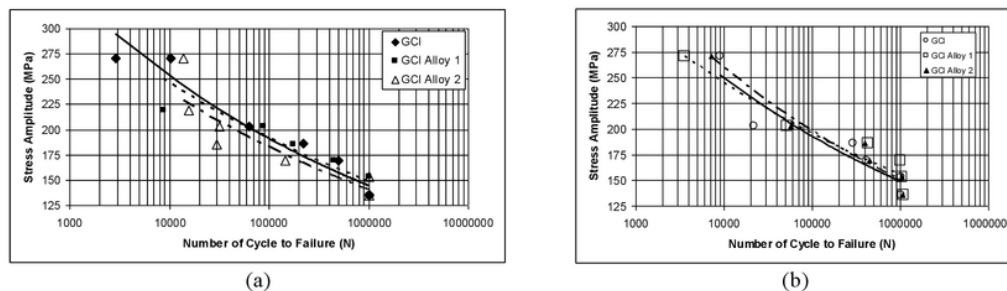 300
275
250
225
200
175
150
125
Stress Amplitude (MPa)
GCI
GCI Alloy 1
GCI Alloy 2
1000 10000 100000 1000000 10000000
Number of Cycle to Failure (N)
(a)
300
275
250
225
200
175
150
125
Stress Amplitude (MPa)
GCI
GCI Alloy 1
GCI Alloy 2
1000 10000 100000 1000000 10000000
Number of Cycle to Failure (N)
(b)